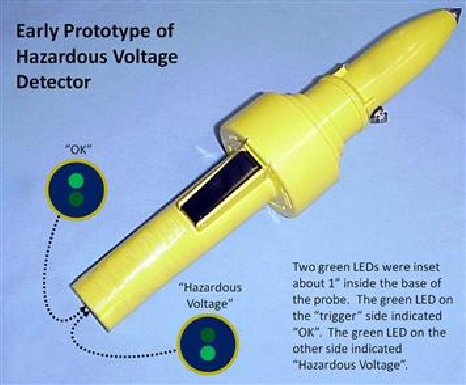 Early Prototype of
Hazardous Voltage
Detector
"OK"
"Hazardous
Voltage"
Two green LEDs were inset
about 1" inside the base of
the probe. The green LED on
the "trigger" side indicated
"OK". The green LED on the
other side indicated
"Hazardous Voltage".